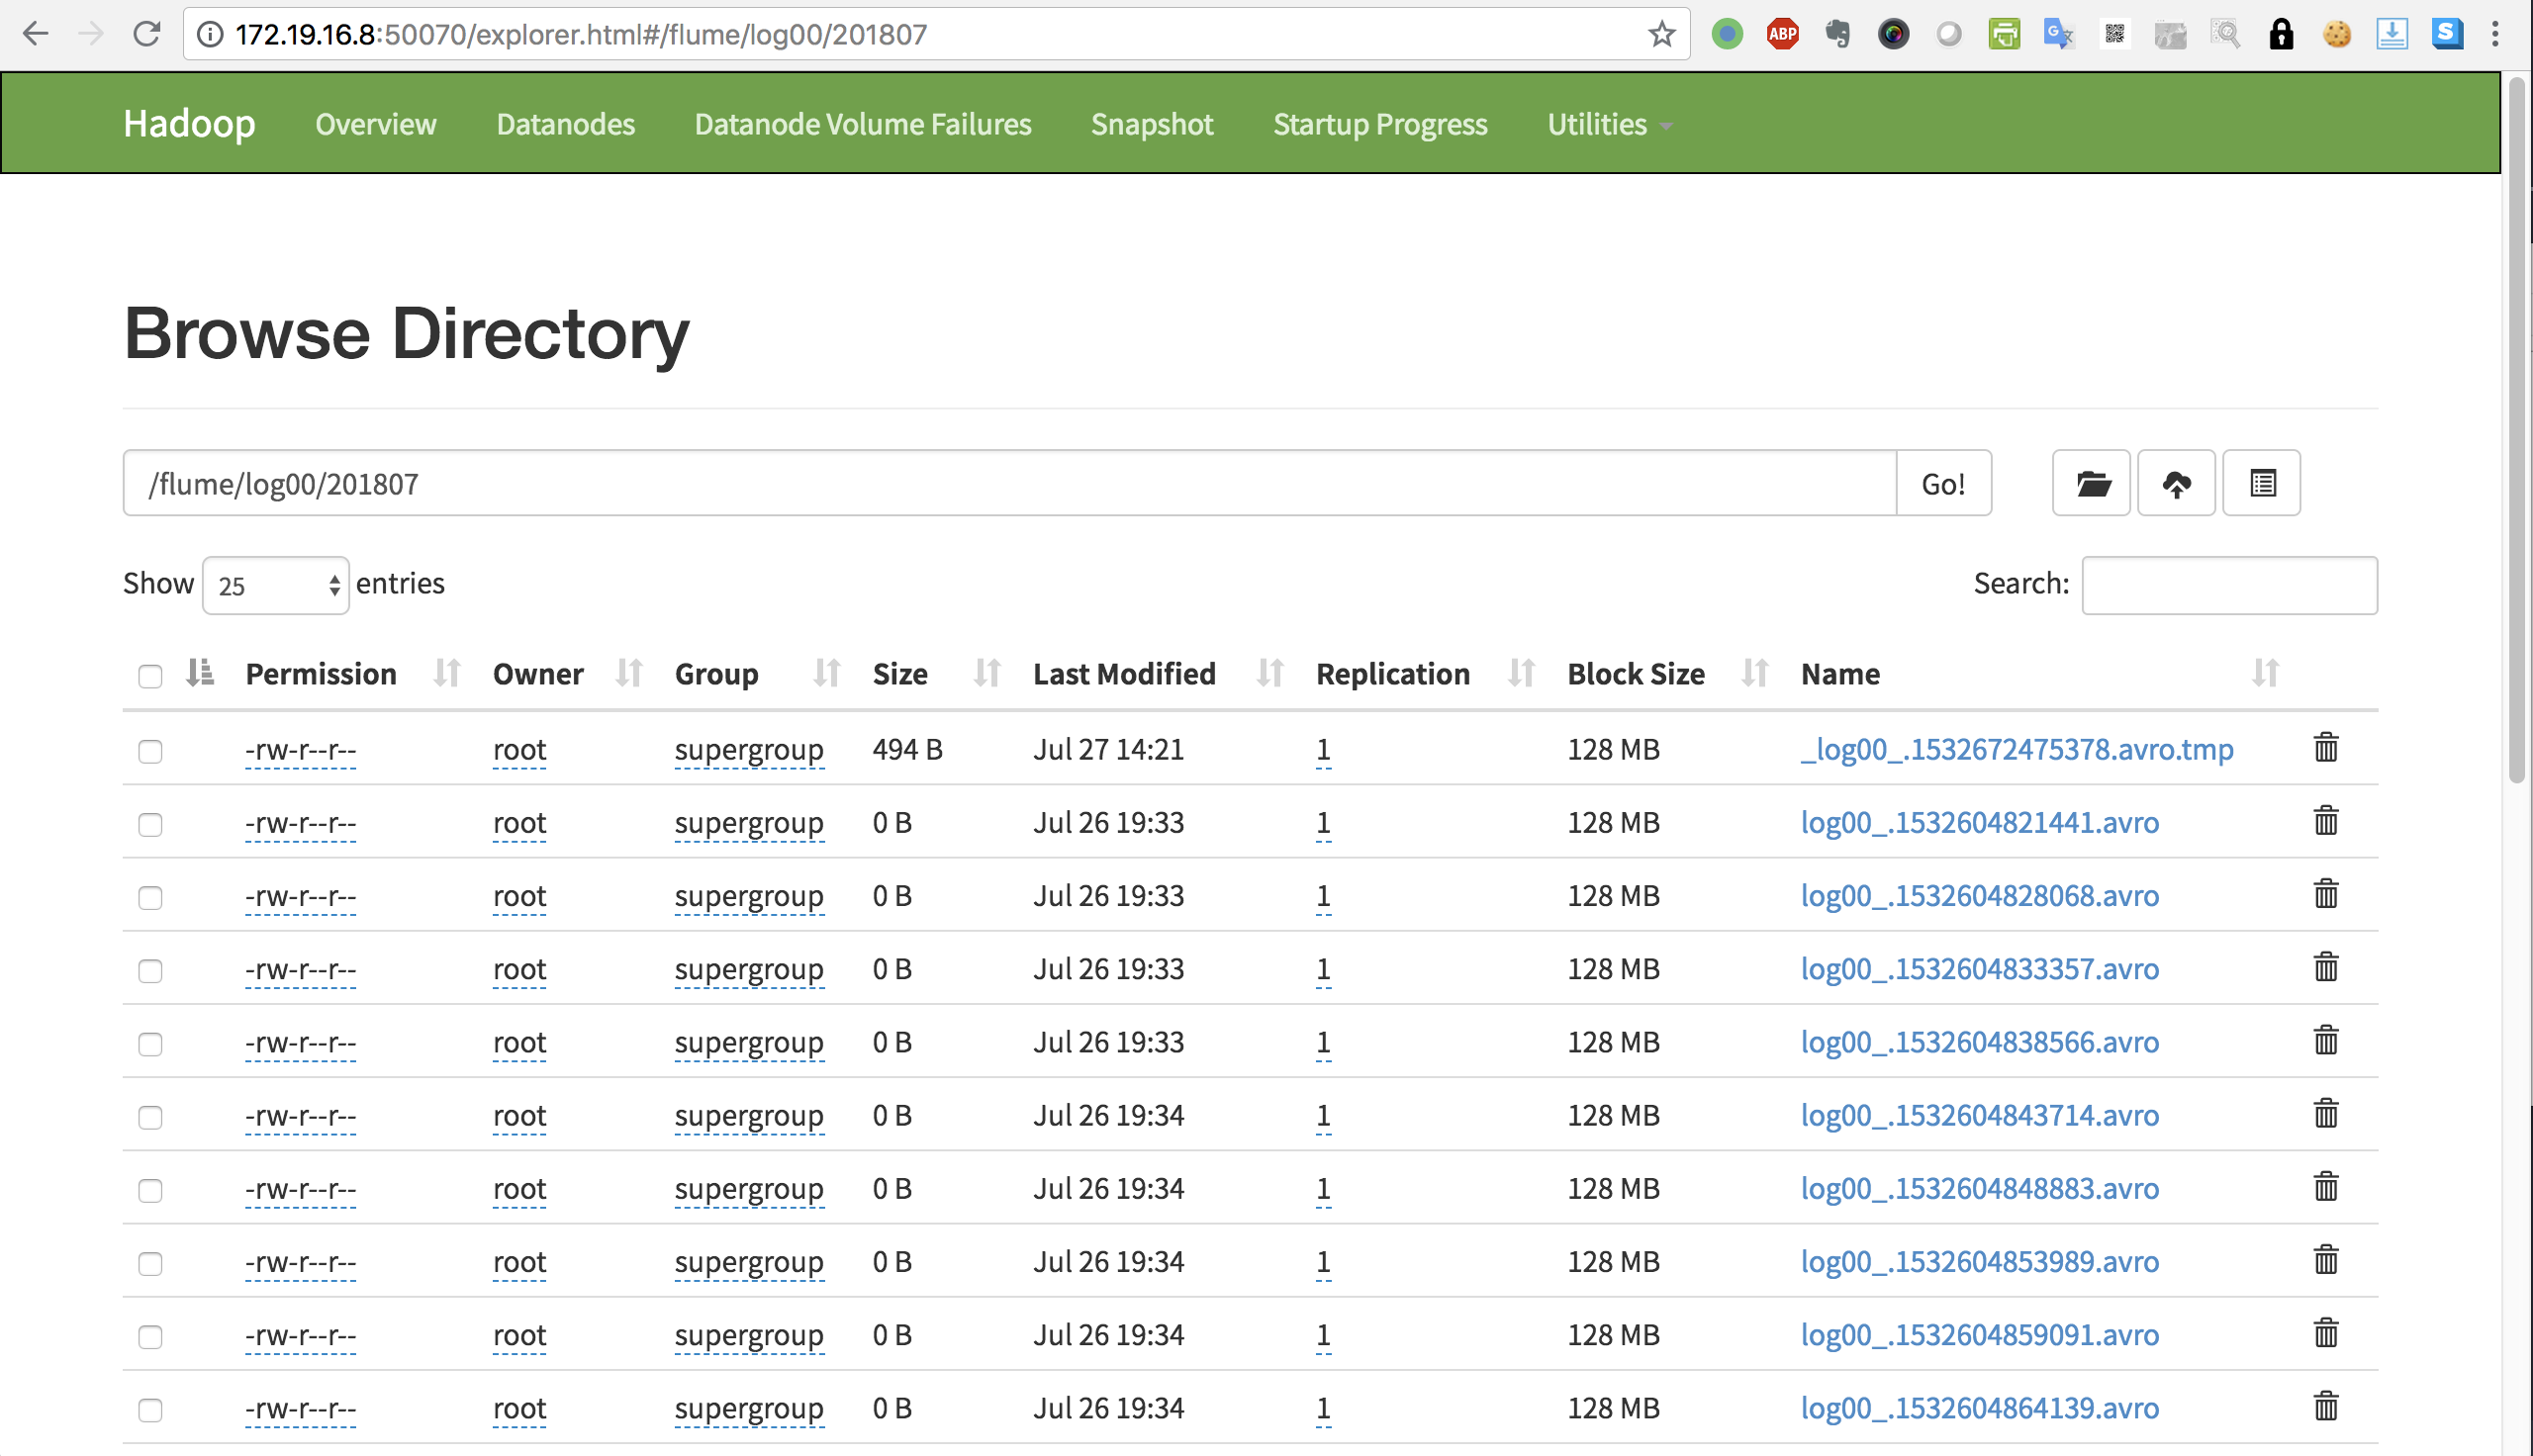 172.19.16.8:50070/explorer.html#/flume/log00/201807
ABP
G
S
Hadoop Overview Datanodes Datanode Volume Failures Snapshot Startup Progress Utilities
Browse Directory
/flume/log00/201807 Go!
Show 25 entries Search:
Permission Owner Group Size Last Modified Replication Block Size Name
-rw-r--r-- root supergroup 494 B Jul 27 14:21 1 128 MB _log00_.1532672475378.avro.tmp
-rw-r--r-- root supergroup 0 B Jul 26 19:33 1 128 MB log00_.1532604821441.avro
-rw-r--r-- root supergroup 0 B Jul 26 19:33 1 128 MB log00_.1532604828068.avro
-rw-r--r-- root supergroup 0 B Jul 26 19:33 1 128 MB log00_.1532604833357.avro
-rw-r--r-- root supergroup 0 B Jul 26 19:33 1 128 MB log00_.1532604838566.avro
-rw-r--r-- root supergroup 0 B Jul 26 19:34 1 128 MB log00_.1532604843714.avro
-rw-r--r-- root supergroup 0 B Jul 26 19:34 1 128 MB log00_.1532604848883.avro
-rw-r--r-- root supergroup 0 B Jul 26 19:34 1 128 MB log00_.1532604853989.avro
-rw-r--r-- root supergroup 0 B Jul 26 19:34 1 128 MB log00_.1532604859091.avro
-rw-r--r-- root supergroup 0 B Jul 26 19:34 1 128 MB log00_.1532604864139.avro